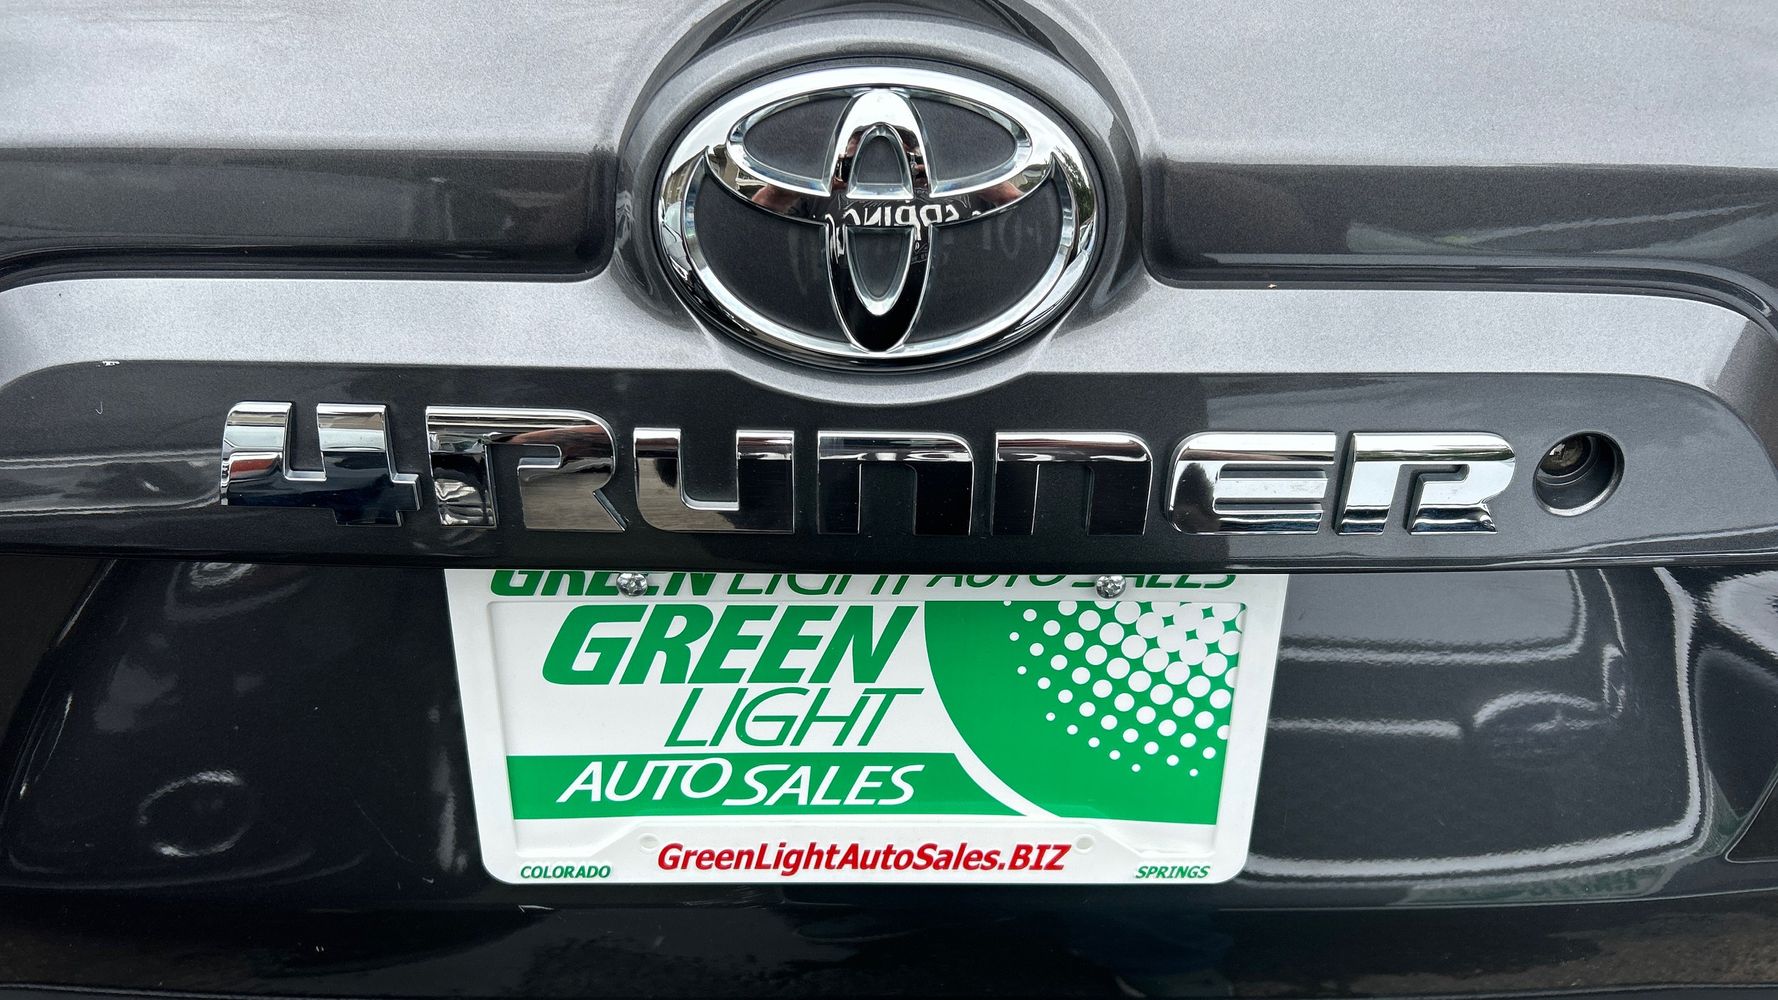 4RUNNER
GREEN LIGHT AUTO SALES
GREEN
LIGHT
AUTO SALES
GreenLightAutoSales.BIZ
COLORADO SPRINGS